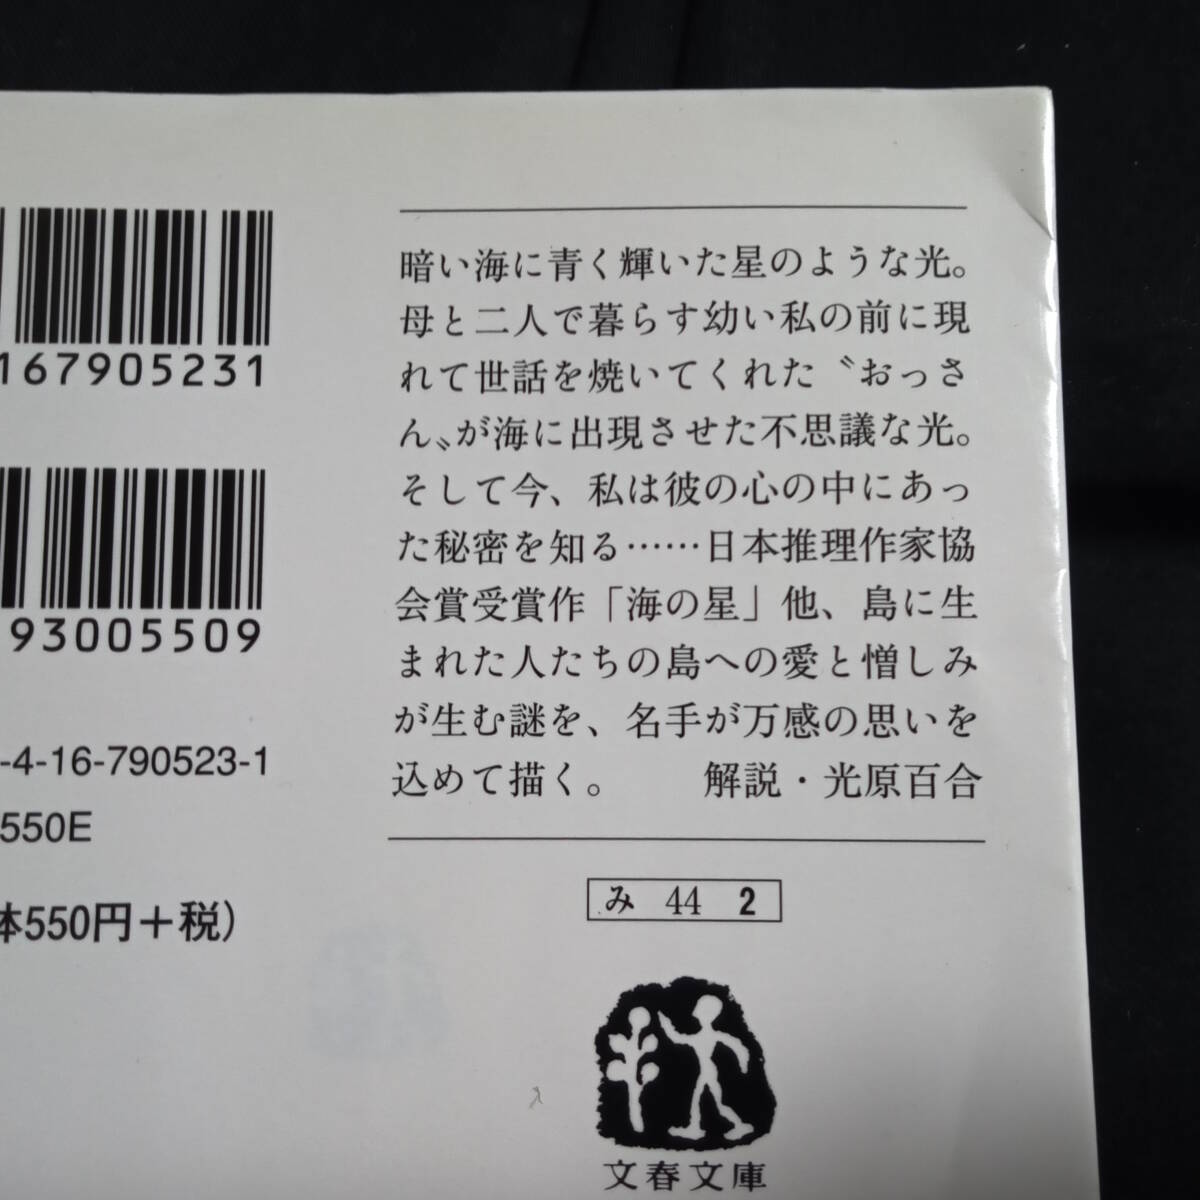 167905231
93005509
-4-16-790523-1
550E
体550円+税)
暗い海に青く輝いた星のような光。
母と二人で暮らす幼い私の前に現
れて世話を焼いてくれた〝おっさ
ん〟が海に出現させた不思議な光。
そして今、私は彼の心の中にあっ
た秘密を知る……日本推理作家協
会賞受賞作「海の星」他、島に生
まれた人たちの島への愛と憎しみ
が生む謎を、名手が万感の思いを
込めて描く。 解説・光原百合
み 44 2
文春文庫